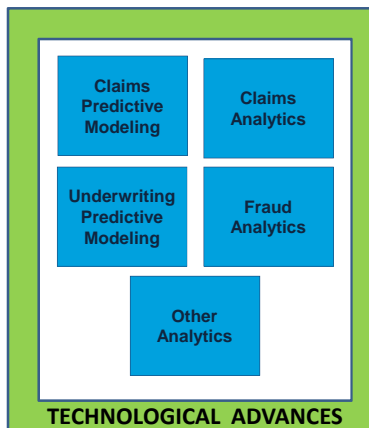 Claims
Predictive
Modeling
Claims
Analytics
Underwriting
Predictive
Modeling
Fraud
Analytics
Other
Analytics
TECHNOLOGICAL ADVANCES